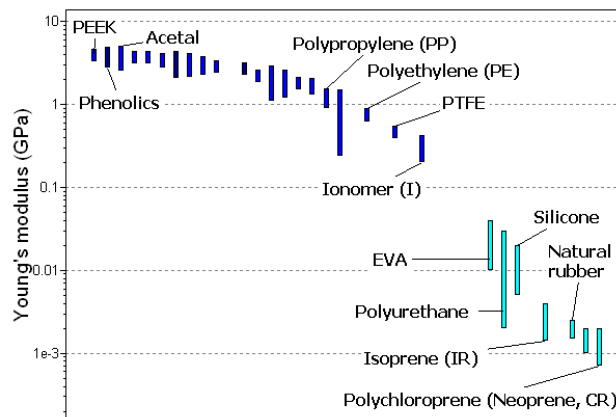 10
PEEK
Acetal
Phenolics
Polypropylene (PP)
Polyethylene (PE)
PTFE
1
Ionomer (I)
Young's modulus (GPa)
0.1
Silicone
EVA
Natural
rubber
0.01
Polyurethane
Isoprene (IR)
1e-3
Polychloroprene (Neoprene, CR)